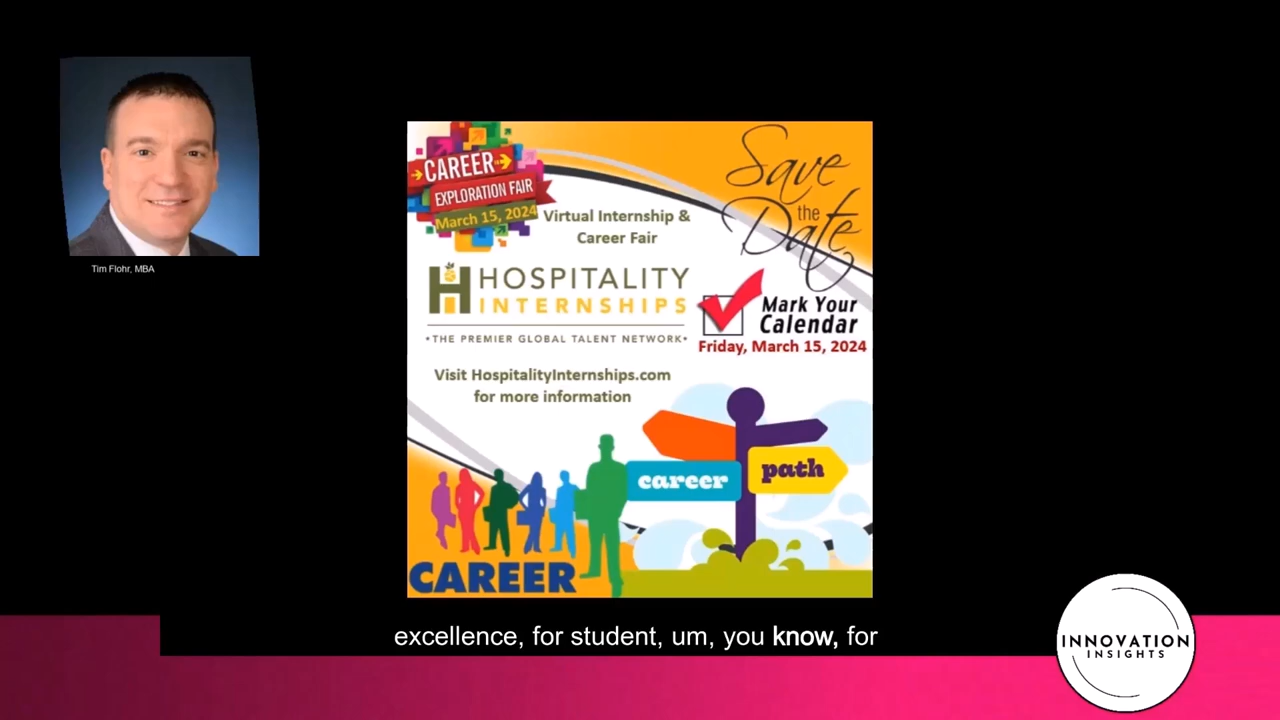 Tim Flohr, MBA
CAREER
EXPLORATION FAIR
March 15, 2024
Virtual Internship &
Career Fair
Save
the
Date
H HOSPITALITY
INTERNSHIPS
•THE PREMIER GLOBAL TALENT NETWORK•
Mark Your
Calendar
Friday, March 15, 2024
Visit HospitalityInternships.com
for more information
career
path
CAREER
excellence, for student, um, you know, for
INNOVATION
INSIGHTS